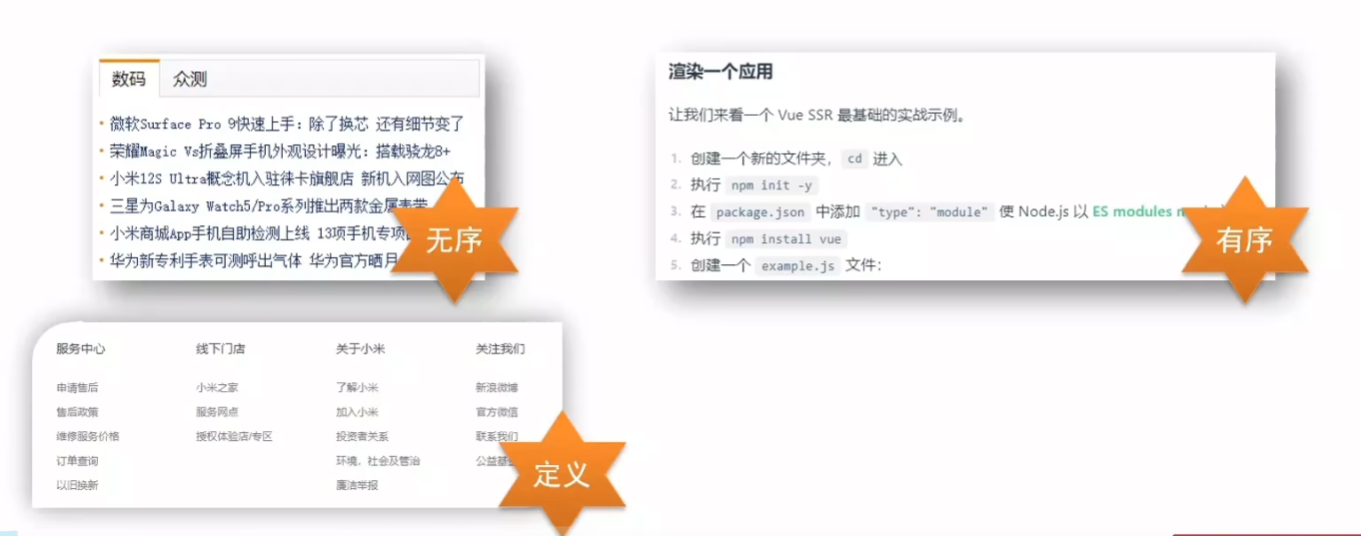 数码 众测
• 微软Surface Pro 9快速上手：除了换芯 还有细节变了
• 荣耀Magic Vs折叠屏手机外观设计曝光：搭载骁龙8+
• 小米12S Ultra概念机入驻徕卡旗舰店 新机入网图公布
• 三星为Galaxy Watch5/Pro系列推出两款金属表带
• 小米商城App手机自助检测上线 13项手机专项
• 华为新专利手表可测呼出气体 华为官方晒月
无序
渲染一个应用
让我们来看一个 Vue SSR 最基础的实战示例。
1. 创建一个新的文件夹，cd 进入
2. 执行 npm init -y
3. 在 package.json 中添加 "type": "module" 使 Node.js 以 ES modules
4. 执行 npm install vue
5. 创建一个 example.js 文件：
有序
服务中心 线下门店 关于小米 关注我们
申请售后 小米之家 了解小米 新浪微博
售后政策 服务网点 加入小米 官方微信
维修服务价格 授权体验店/专区 投资者关系 联系我们
订单查询 环境、社会及管治 公益基
以旧换新 廉洁举报
定义